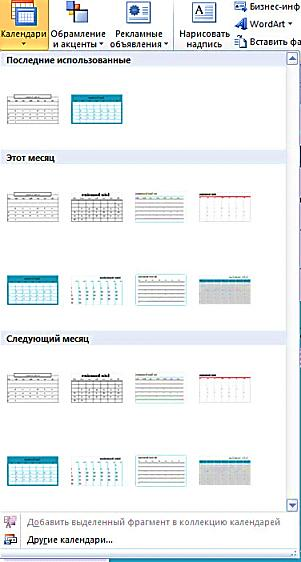 Календари
Обрамление и акценты
Рекламные объявления
Нарисовать надпись
Бизнес-инф
WordArt
Вставить фа
Последние использованные
Этот месяц
Следующий месяц
Добавить выделенный фрагмент в коллекцию календарей
Другие календари...